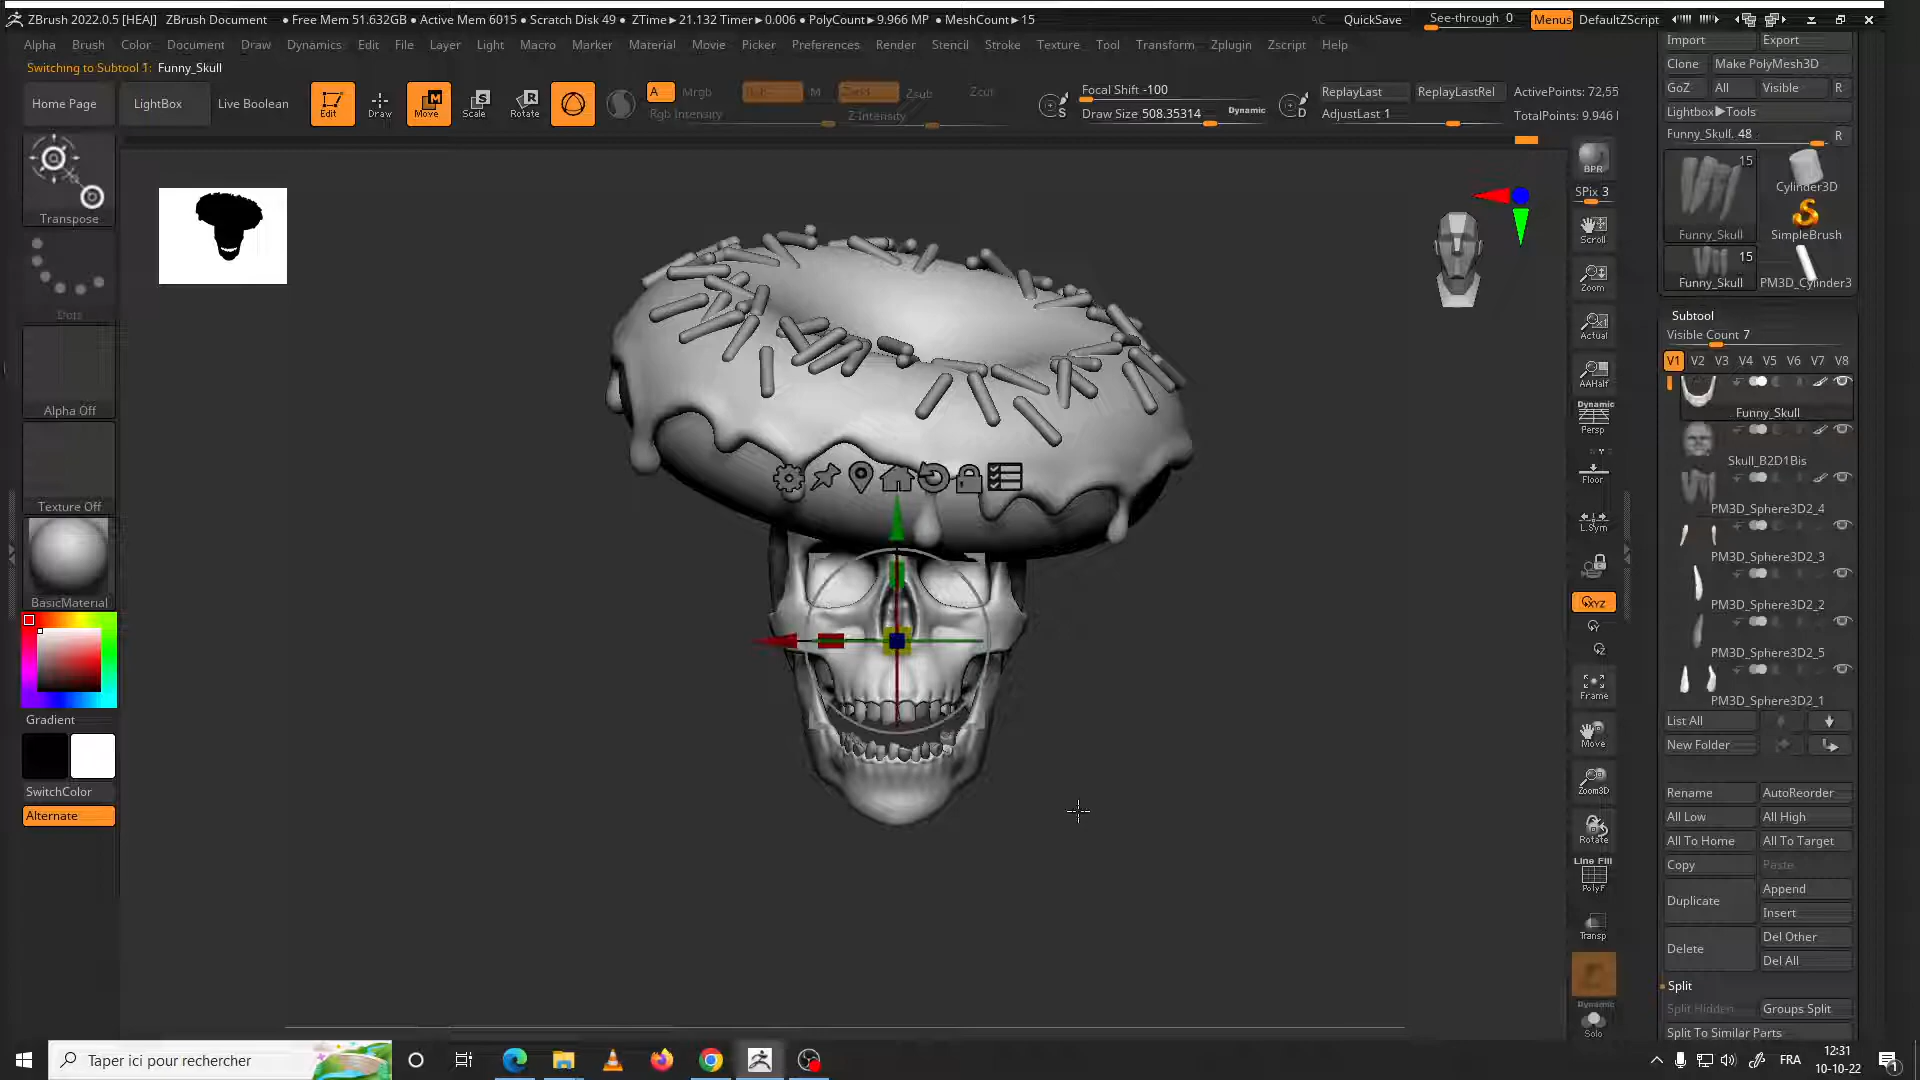 ZBrush 2022.0.5 [HEAJ] ZBrush Document • Free Mem 51.632GB • Active Mem 6015 • Scratch Disk 49 • ZTime►21.132 Timer►0.006 • PolyCount►9.966 MP • MeshCount►15 AC QuickSave See-through 0 Menus DefaultZScript
Alpha Brush Color Document Draw Dynamics Edit File Layer Light Macro Marker Material Movie Picker Preferences Render Stencil Stroke Texture Tool Transform Zplugin Zscript Help
Switching to Subtool 1: Funny_Skull
Home Page LightBox Live Boolean Edit Draw Move Scale Rotate
A Mrgb M Zsub Zcut
Rgb Intensity Z-Intensity
Focal Shift -100
Draw Size 508.35314 Dynamic
S D
ReplayLast ReplayLastRel
AdjustLast 1
ActivePoints: 72,55
TotalPoints: 9.946
Transpose
Dots
Alpha Off
Texture Off
BasicMaterial
Gradient
SwitchColor
Alternate
BPR
SPix 3
Scroll
Zoom
Actual
AAHalf
Dynamic
Persp
Floor
L.Sym
XYZ
Frame
Move
Zoom3D
Rotate
Line Fill
PolyF
Transp
Dynamic
Solo
Import Export
Clone Make PolyMesh3D
GoZ All Visible R
Lightbox►Tools
Funny_Skull. 48 R
15
Funny_Skull
Cylinder3D
SimpleBrush
15
Funny_Skull
PM3D_Cylinder3
Subtool
Visible Count 7
V1 V2 V3 V4 V5 V6 V7 V8
Funny_Skull
Skull_B2D1Bis
PM3D_Sphere3D2_4
PM3D_Sphere3D2_3
PM3D_Sphere3D2_2
PM3D_Sphere3D2_5
PM3D_Sphere3D2_1
List All
New Folder
Rename AutoReorder
All Low All High
All To Home All To Target
Copy Paste
Duplicate Append
Insert
Delete Del Other
Del All
Split
Split Hidden Groups Split
Split To Similar Parts
Taper ici pour rechercher
FRA
12:31
10-10-22
1